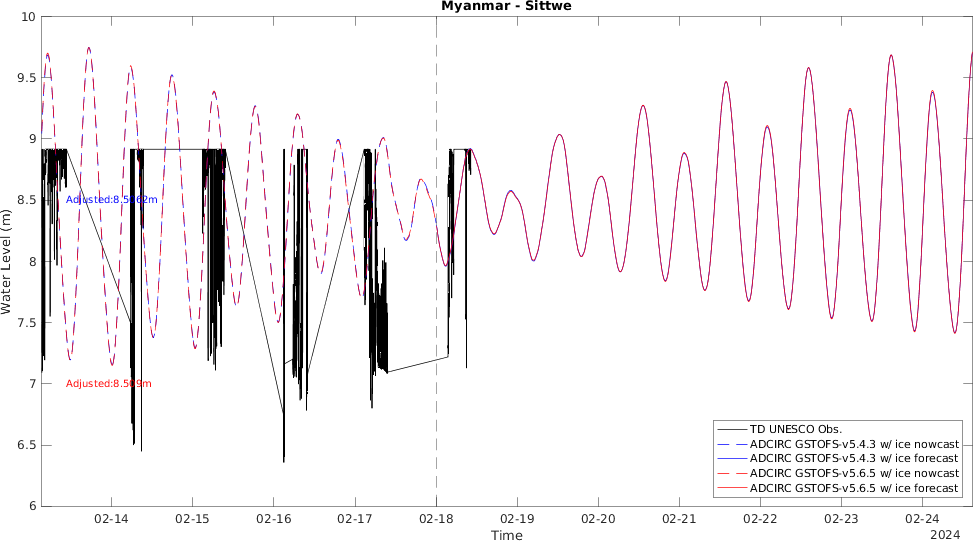 Myanmar - Sittwe
10
9.5
9
8.5
8
7.5
7
6.5
6
Water Level (m)
Adjusted:8.5
Adjusted:8.509m
TD UNESCO Obs.
ADCIRC GSTOFS-v5.4.3 w/ ice nowcast
ADCIRC GSTOFS-v5.4.3 w/ ice forecast
ADCIRC GSTOFS-v5.6.5 w/ ice nowcast
ADCIRC GSTOFS-v5.6.5 w/ ice forecast
02-14 02-15 02-16 02-17 02-18 02-19 02-20 02-21 02-22 02-23 02-24
Time
2024